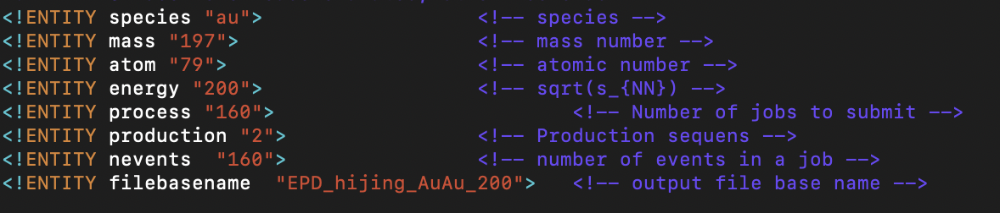 <!ENTITY species "au"> <!-- species -->
<!ENTITY mass "197"> <!-- mass number -->
<!ENTITY atom "79"> <!-- atomic number -->
<!ENTITY energy "200"> <!-- sqrt(s_{NN}) -->
<!ENTITY process "160"> <!-- Number of jobs to submit -->
<!ENTITY production "2"> <!-- Production sequens -->
<!ENTITY nevents  "160"> <!-- number of events in a job -->
<!ENTITY filebasename  "EPD_hijing_AuAu_200"> <!-- output file base name -->